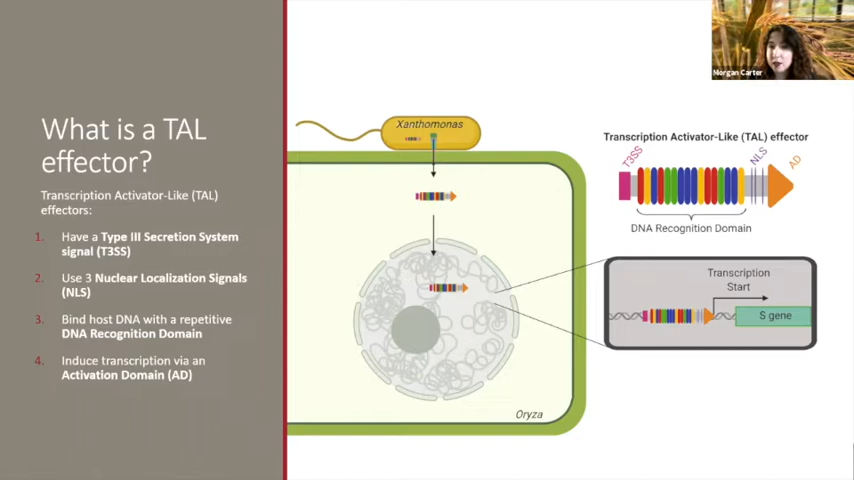 What is a TAL
effector?
Transcription Activator-Like (TAL)
effectors:
1. Have a Type III Secretion System
signal (T3SS)
2. Use 3 Nuclear Localization Signals
(NLS)
3. Bind host DNA with a repetitive
DNA Recognition Domain
4. Induce transcription via an
Activation Domain (AD)
Xanthomonas
Oryza
Morgan Carter
Transcription Activator-Like (TAL) effector
T3SS
NLS
AD
DNA Recognition Domain
Transcription
Start
S gene